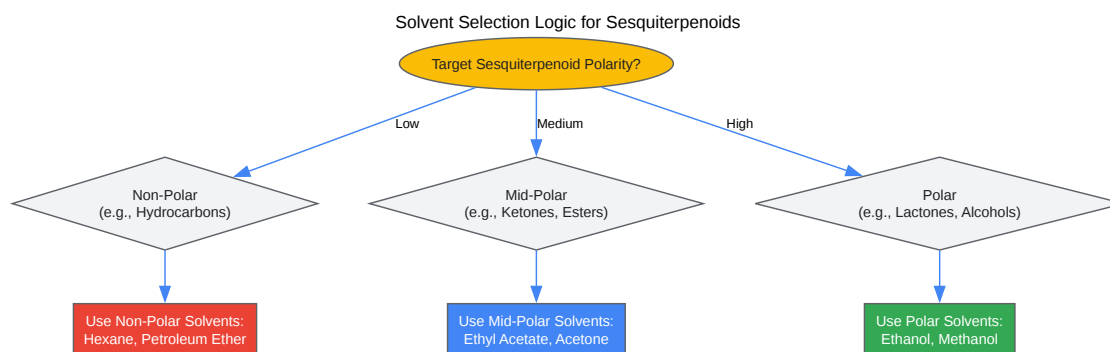 Solvent Selection Logic for Sesquiterpenoids
Target Sesquiterpenoid Polarity?
Low
Medium
High
Non-Polar
(e.g., Hydrocarbons)
Mid-Polar
(e.g., Ketones, Esters)
Polar
(e.g., Lactones, Alcohols)
Use Non-Polar Solvents:
Hexane, Petroleum Ether
Use Mid-Polar Solvents:
Ethyl Acetate, Acetone
Use Polar Solvents:
Ethanol, Methanol